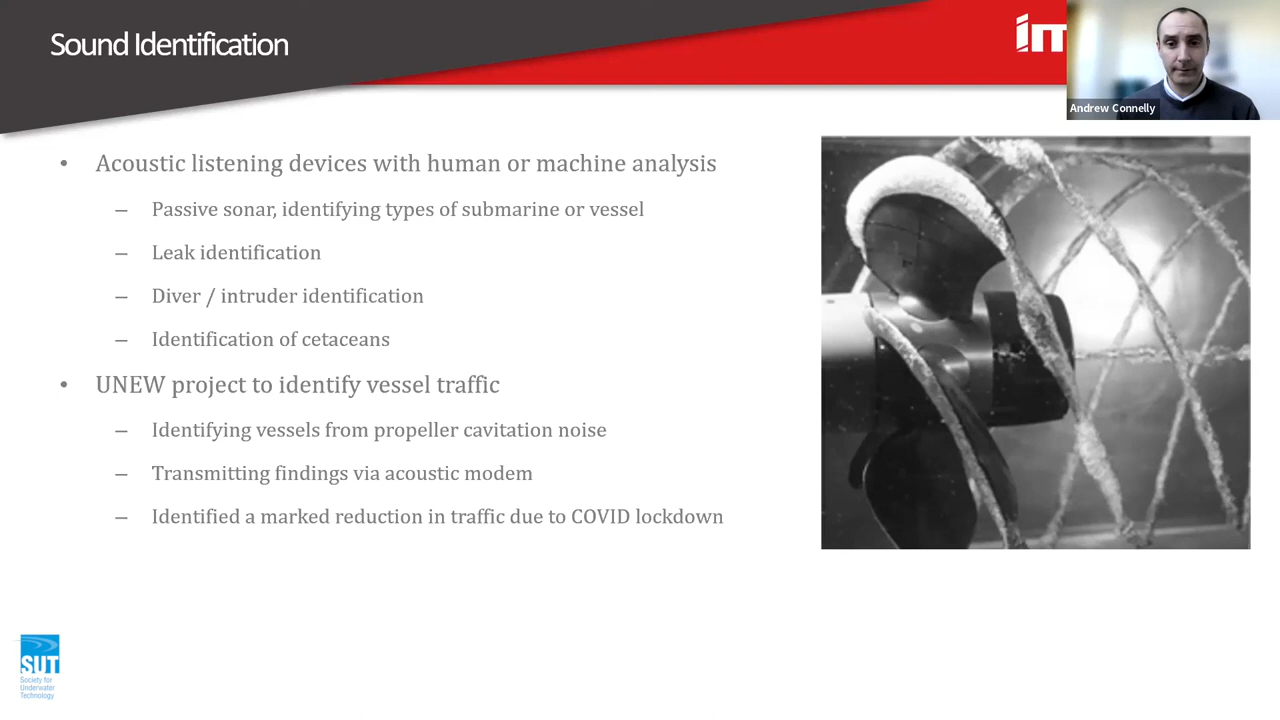 Sound Identification
im
Andrew Connelly
• Acoustic listening devices with human or machine analysis
– Passive sonar, identifying types of submarine or vessel
– Leak identification
– Diver / intruder identification
– Identification of cetaceans
• UNEW project to identify vessel traffic
– Identifying vessels from propeller cavitation noise
– Transmitting findings via acoustic modem
– Identified a marked reduction in traffic due to COVID lockdown
SUT
Society for
Underwater
Technology